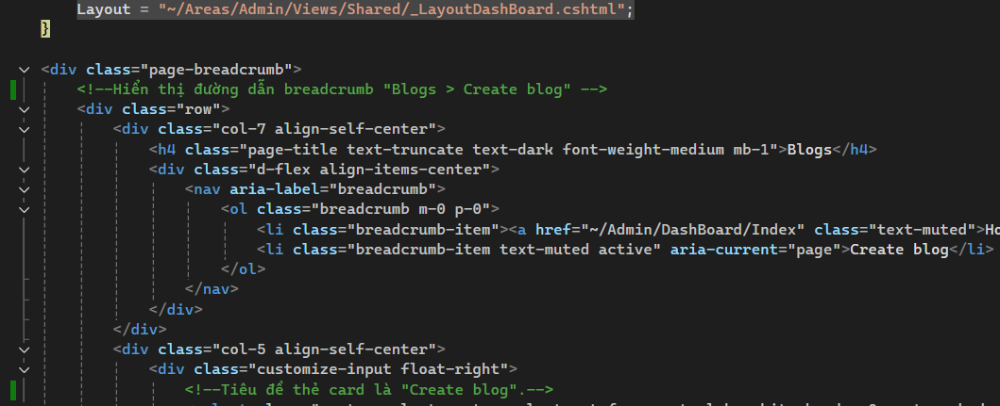 Layout = "~/Areas/Admin/Views/Shared/_LayoutDashBoard.cshtml";
}
<div class="page-breadcrumb">
<!--Hiển thị đường dẫn breadcrumb "Blogs > Create blog" -->
<div class="row">
<div class="col-7 align-self-center">
<h4 class="page-title text-truncate text-dark font-weight-medium mb-1">Blogs</h4>
<div class="d-flex align-items-center">
<nav aria-label="breadcrumb">
<ol class="breadcrumb m-0 p-0">
<li class="breadcrumb-item"><a href="~/Admin/DashBoard/Index" class="text-muted">Ho
<li class="breadcrumb-item text-muted active" aria-current="page">Create blog</li>
</ol>
</nav>
</div>
</div>
<div class="col-5 align-self-center">
<div class="customize-input float-right">
<!--Tiêu đề thẻ card là "Create blog".-->